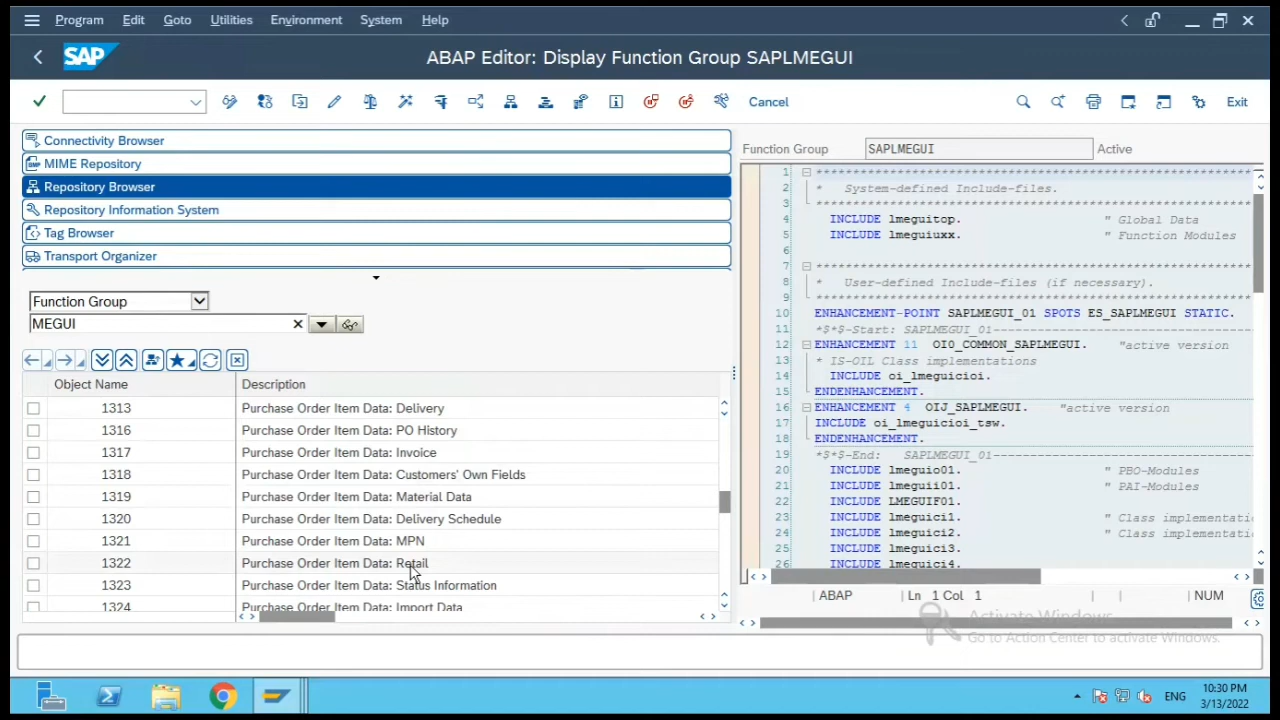 Program Edit Goto Utilities Environment System Help
SAP ABAP Editor: Display Function Group SAPLMEGUI
Cancel Exit
Connectivity Browser
MIME Repository
Repository Browser
Repository Information System
Tag Browser
Transport Organizer
Function Group
MEGUI
Object Name Description
1313 Purchase Order Item Data: Delivery
1316 Purchase Order Item Data: PO History
1317 Purchase Order Item Data: Invoice
1318 Purchase Order Item Data: Customers' Own Fields
1319 Purchase Order Item Data: Material Data
1320 Purchase Order Item Data: Delivery Schedule
1321 Purchase Order Item Data: MPN
1322 Purchase Order Item Data: Retail
1323 Purchase Order Item Data: Status Information
1324 Purchase Order Item Data: Import Data
Function Group SAPLMEGUI Active
1 ************************************************************
2 * System-defined Include-files.
3 ************************************************************
4 INCLUDE lmeguitop. " Global Data
5 INCLUDE lmeguiuxx. " Function Modules
6
7 ************************************************************
8 * User-defined Include-files (if necessary).
9 ************************************************************
10 ENHANCEMENT-POINT SAPLMEGUI_01 SPOTS ES_SAPLMEGUI STATIC.
11 *$*$-Start: SAPLMEGUI_01------------------------------------
12 ENHANCEMENT 11 OIO_COMMON_SAPLMEGUI. "active version
13 * IS-OIL Class implementations
14 INCLUDE oi_lmeguicioi.
15 ENDENHANCEMENT.
16 ENHANCEMENT 4 OIJ_SAPLMEGUI. "active version
17 INCLUDE oi_lmeguicioi_tsw.
18 ENDENHANCEMENT.
19 *$*$-End: SAPLMEGUI_01--------------------------------------
20 INCLUDE lmeguio01. " PBO-Modules
21 INCLUDE lmeguii01. " PAI-Modules
22 INCLUDE LMEGUIF01.
23 INCLUDE lmeguici1. " Class implementati
24 INCLUDE lmeguici2. " Class implementati
25 INCLUDE lmeguici3.
26 INCLUDE lmeguici4.
ABAP Ln 1 Col 1 NUM
Activate Windows
Go to Action Center to activate Windows.
ENG
10:30 PM
3/13/2022